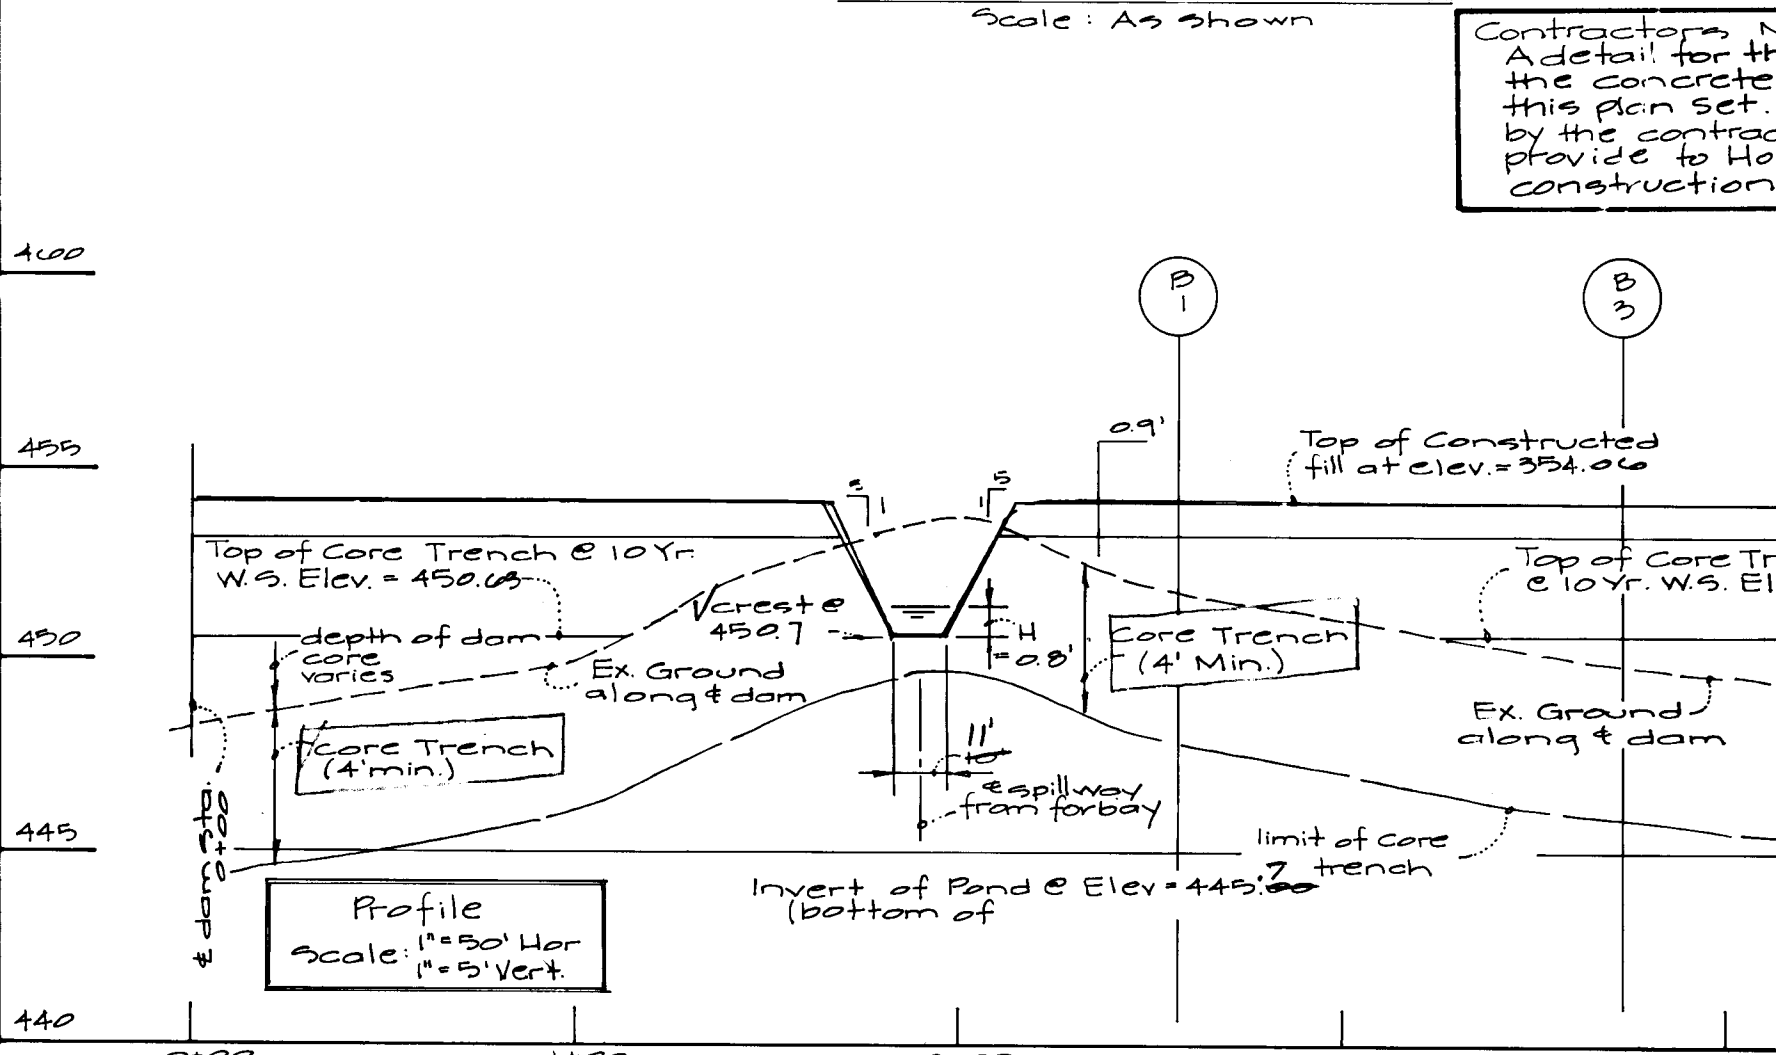 Scale: As shown
Contractors N
A detail for th
the concrete
this plan set.
by the contrac
provide to Ho
construction
460
455
450
445
440
B
1
B
3
0.9'
Top of Constructed
fill at elev. = 354.06
5
1
1
5
Top of Core Trench @ 10 Yr.
W.S. Elev. = 450.63
Top of Core Tr
@ 10 Yr. W.S. El
crest @
450.7
H
= 0.8'
depth of dam
core
varies
Ex. Ground
along ℄ dam
Core Trench
(4' Min.)
Ex. Ground
along ℄ dam
Core Trench
(4' min.)
11'
10'
℄ spillway
from forbay
℄ dam sta.
0+00
limit of core
trench
Invert of Pond @ Elev = 445.7
(bottom of
Profile
Scale: 1" = 50' Hor
1" = 5' Vert.